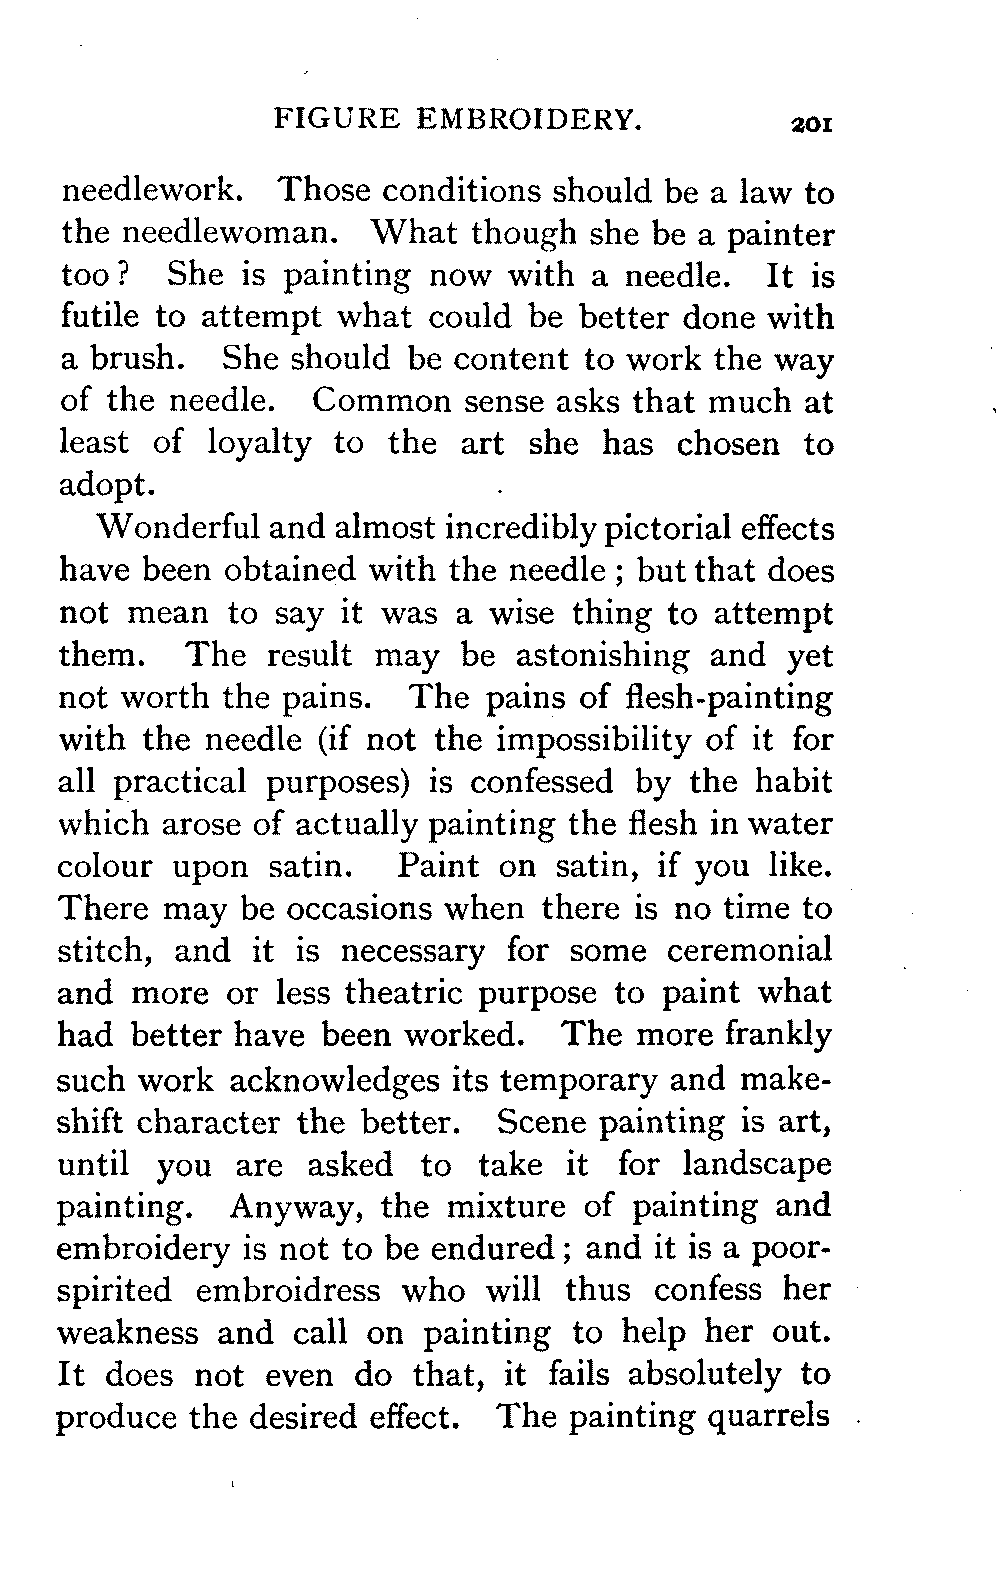 FIGURE EMBROIDERY. 201
needlework. Those conditions should be a law to
the needlewoman. What though she be a painter
too? She is painting now with a needle. It is
futile to attempt what could be better done with
a brush. She should be content to work the way
of the needle. Common sense asks that much at
least of loyalty to the art she has chosen to
adopt.
Wonderful and almost incredibly pictorial effects
have been obtained with the needle; but that does
not mean to say it was a wise thing to attempt
them. The result may be astonishing and yet
not worth the pains. The pains of flesh-painting
with the needle (if not the impossibility of it for
all practical purposes) is confessed by the habit
which arose of actually painting the flesh in water
colour upon satin. Paint on satin, if you like.
There may be occasions when there is no time to
stitch, and it is necessary for some ceremonial
and more or less theatric purpose to paint what
had better have been worked. The more frankly
such work acknowledges its temporary and make-
shift character the better. Scene painting is art,
until you are asked to take it for landscape
painting. Anyway, the mixture of painting and
embroidery is not to be endured; and it is a poor-
spirited embroidress who will thus confess her
weakness and call on painting to help her out.
It does not even do that, it fails absolutely to
produce the desired effect. The painting quarrels